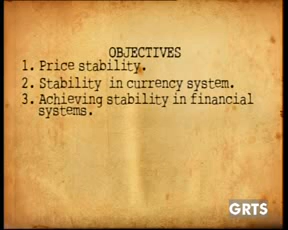 OBJECTIVES
1. Price stability.
2. Stability in currency system.
3. Achieving stability in financial
systems.
GRTS